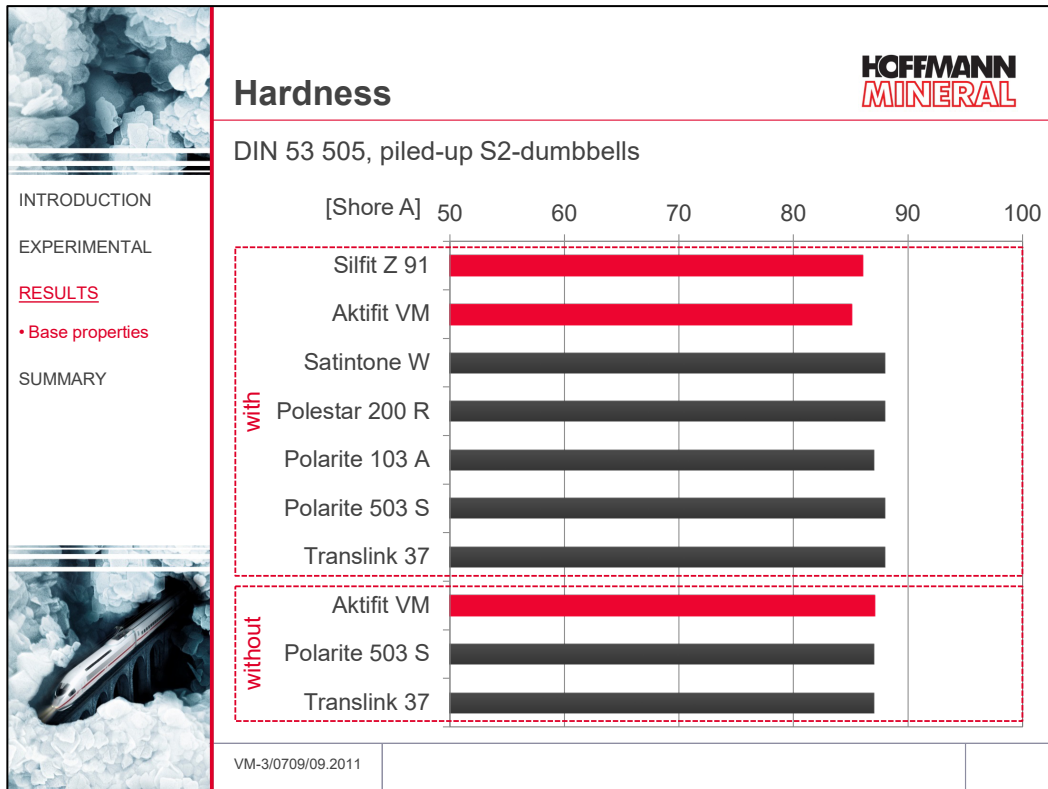 HOFFMANN
MINERAL
Hardness
DIN 53 505, piled-up S2-dumbbells
INTRODUCTION
EXPERIMENTAL
RESULTS
• Base properties
SUMMARY
[Shore A] 50 60 70 80 90 100
with
Silfit Z 91
Aktifit VM
Satintone W
Polestar 200 R
Polarite 103 A
Polarite 503 S
Translink 37
without
Aktifit VM
Polarite 503 S
Translink 37
VM-3/0709/09.2011